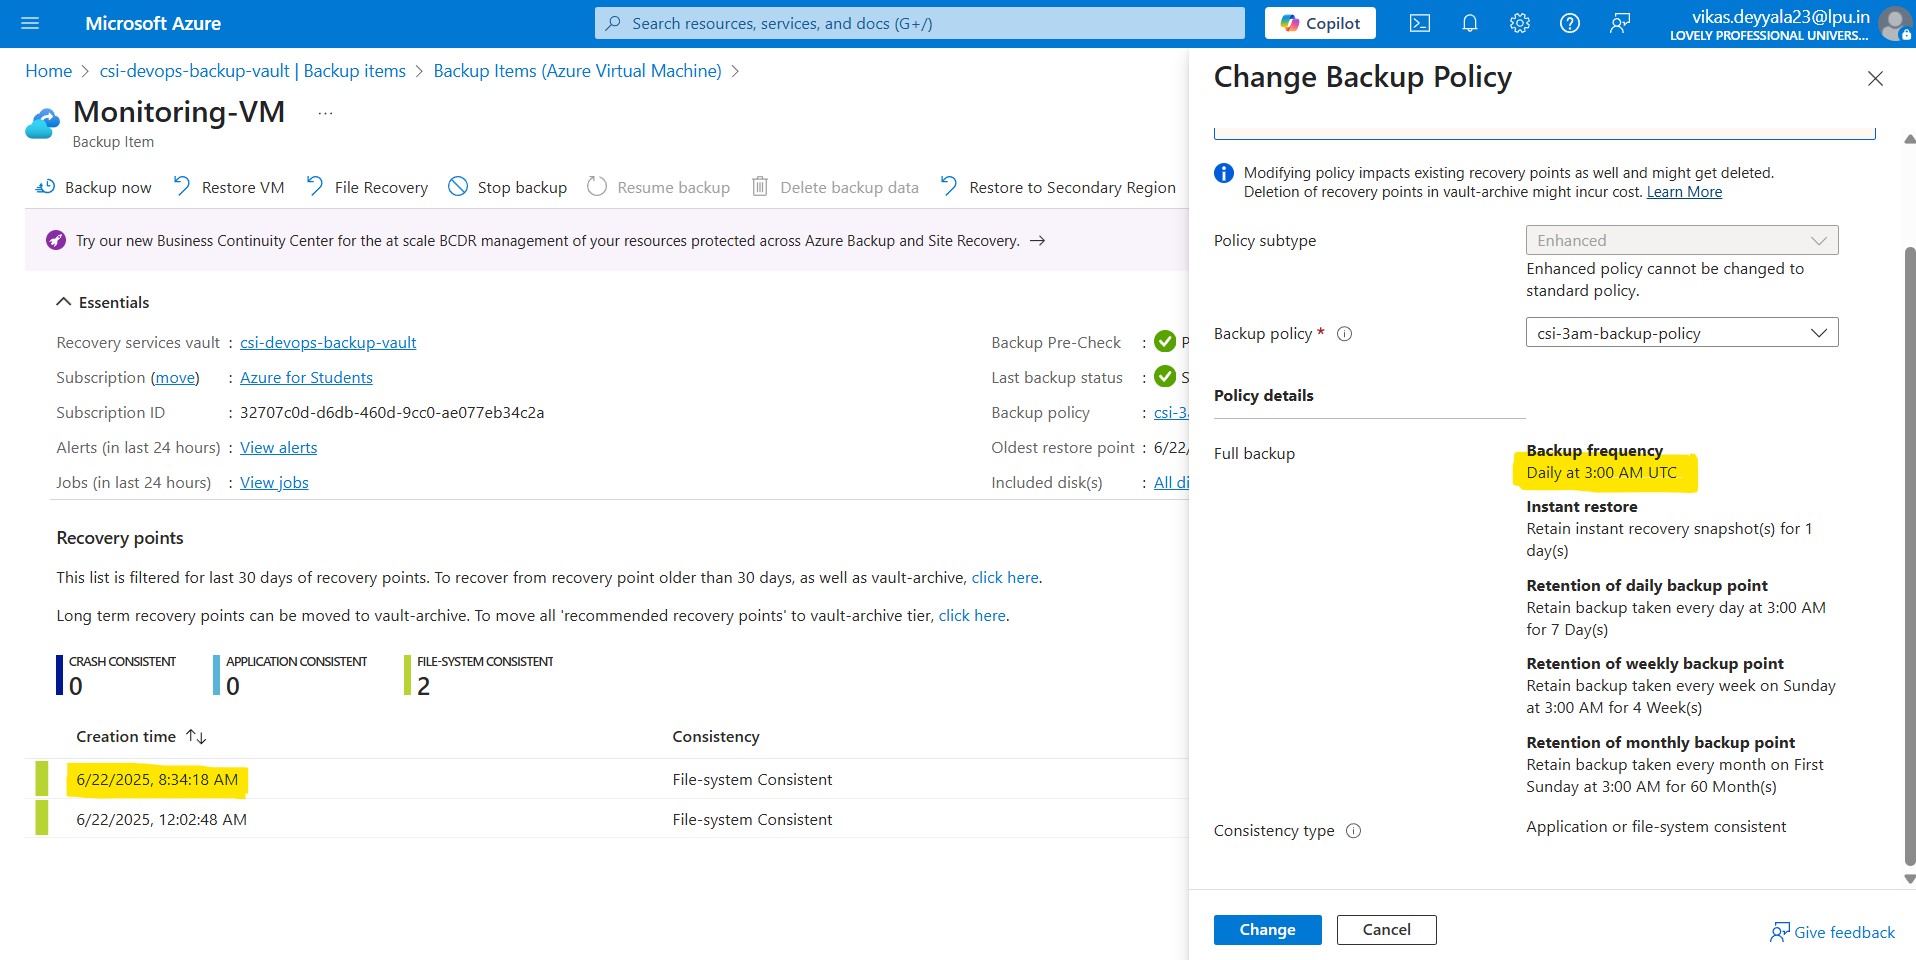 Microsoft Azure
Search resources, services, and docs (G+/)
Copilot
vikas.deyyala23@lpu.in
LOVELY PROFESSIONAL UNIVERS...
Home > csi-devops-backup-vault | Backup items > Backup Items (Azure Virtual Machine) >
Monitoring-VM ...
Backup Item
Backup now
Restore VM
File Recovery
Stop backup
Resume backup
Delete backup data
Restore to Secondary Region
Try our new Business Continuity Center for the at scale BCDR management of your resources protected across Azure Backup and Site Recovery. →
Essentials
Recovery services vault : csi-devops-backup-vault
Subscription (move) : Azure for Students
Subscription ID : 32707c0d-d6db-460d-9cc0-ae077eb34c2a
Alerts (in last 24 hours) : View alerts
Jobs (in last 24 hours) : View jobs
Backup Pre-Check : P
Last backup status : S
Backup policy : csi-3
Oldest restore point : 6/22/
Included disk(s) : All di
Recovery points
This list is filtered for last 30 days of recovery points. To recover from recovery point older than 30 days, as well as vault-archive, click here.
Long term recovery points can be moved to vault-archive. To move all 'recommended recovery points' to vault-archive tier, click here.
CRASH CONSISTENT
0
APPLICATION CONSISTENT
0
FILE-SYSTEM CONSISTENT
2
Creation time ↑↓
Consistency
6/22/2025, 8:34:18 AM
File-system Consistent
6/22/2025, 12:02:48 AM
File-system Consistent
Change Backup Policy
Modifying policy impacts existing recovery points as well and might get deleted.
Deletion of recovery points in vault-archive might incur cost. Learn More
Policy subtype
Enhanced
Enhanced policy cannot be changed to
standard policy.
Backup policy *
csi-3am-backup-policy
Policy details
Full backup
Backup frequency
Daily at 3:00 AM UTC
Instant restore
Retain instant recovery snapshot(s) for 1
day(s)
Retention of daily backup point
Retain backup taken every day at 3:00 AM
for 7 Day(s)
Retention of weekly backup point
Retain backup taken every week on Sunday
at 3:00 AM for 4 Week(s)
Retention of monthly backup point
Retain backup taken every month on First
Sunday at 3:00 AM for 60 Month(s)
Consistency type
Application or file-system consistent
Change
Cancel
Give feedback